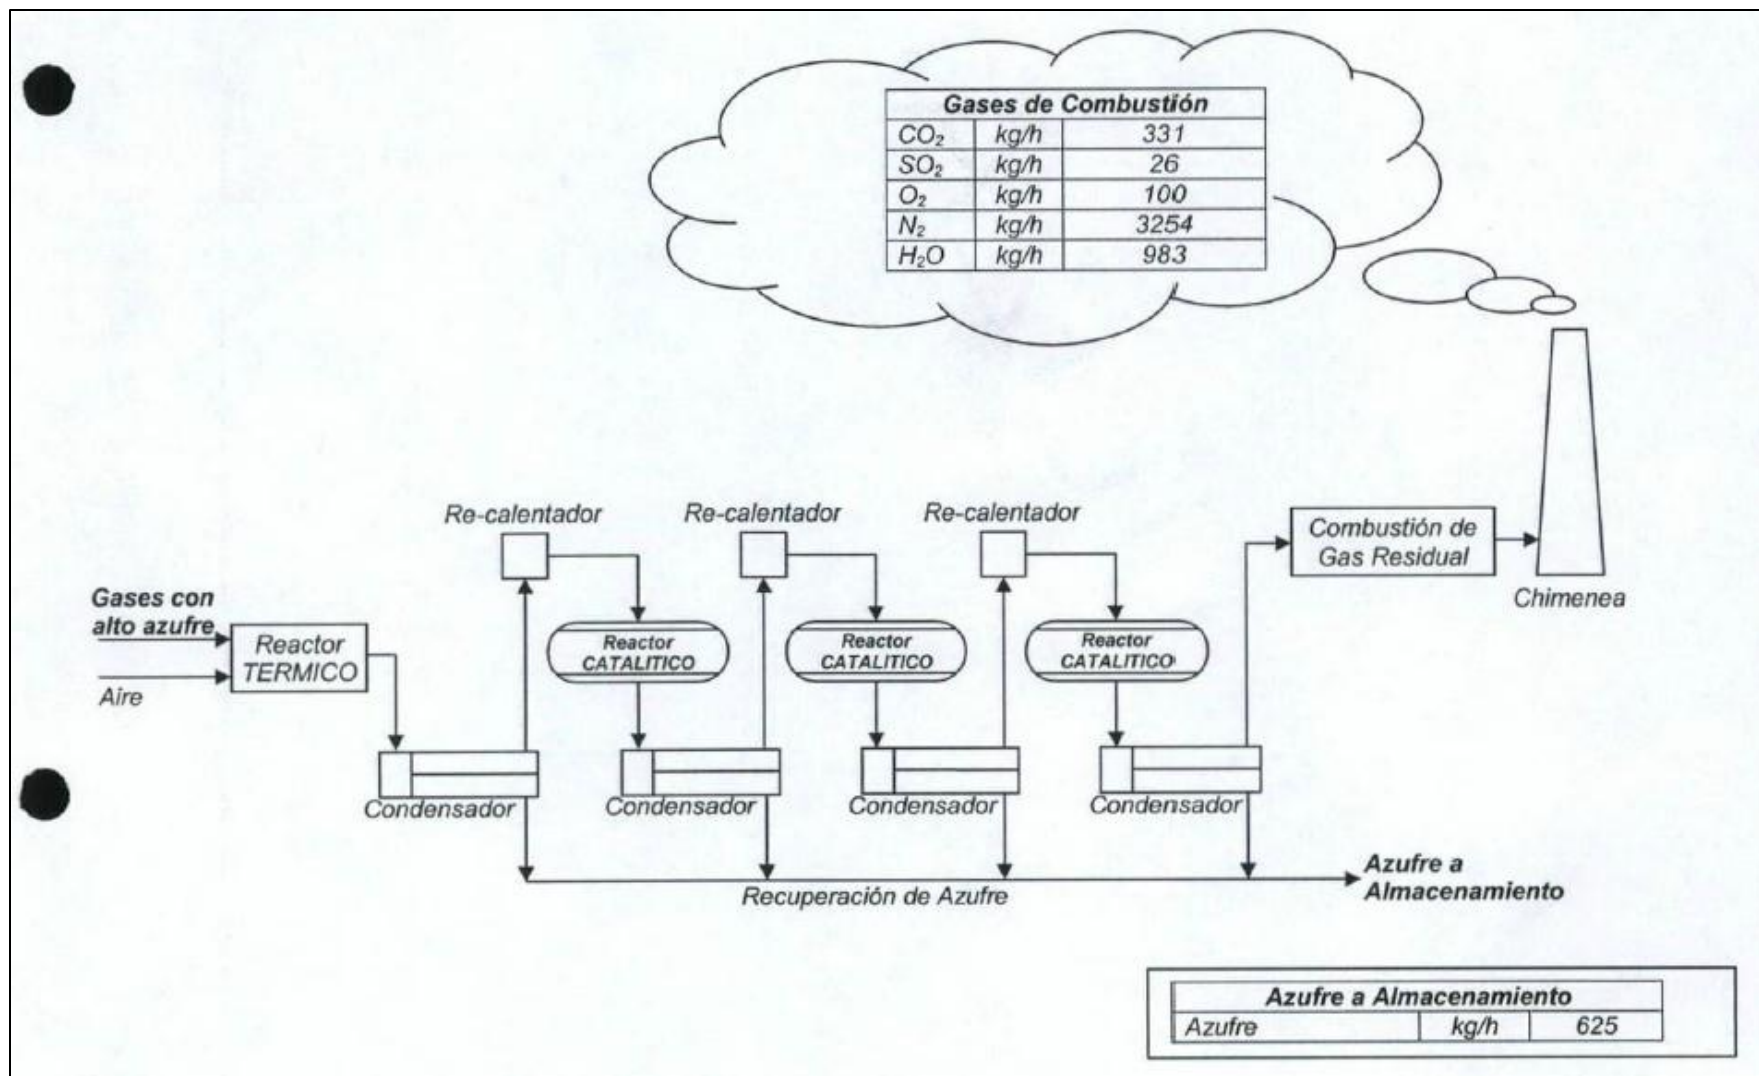 Gases de Combustión
CO₂ kg/h 331
SO₂ kg/h 26
O₂ kg/h 100
N₂ kg/h 3254
H₂O kg/h 983
Re-calentador
Re-calentador
Re-calentador
Combustión de
Gas Residual
Chimenea
Gases con
alto azufre
Aire
Reactor
TERMICO
Reactor
CATALITICO
Reactor
CATALITICO
Reactor
CATALITICO
Condensador
Condensador
Condensador
Condensador
Recuperación de Azufre
Azufre a
Almacenamiento
Azufre a Almacenamiento
Azufre kg/h 625